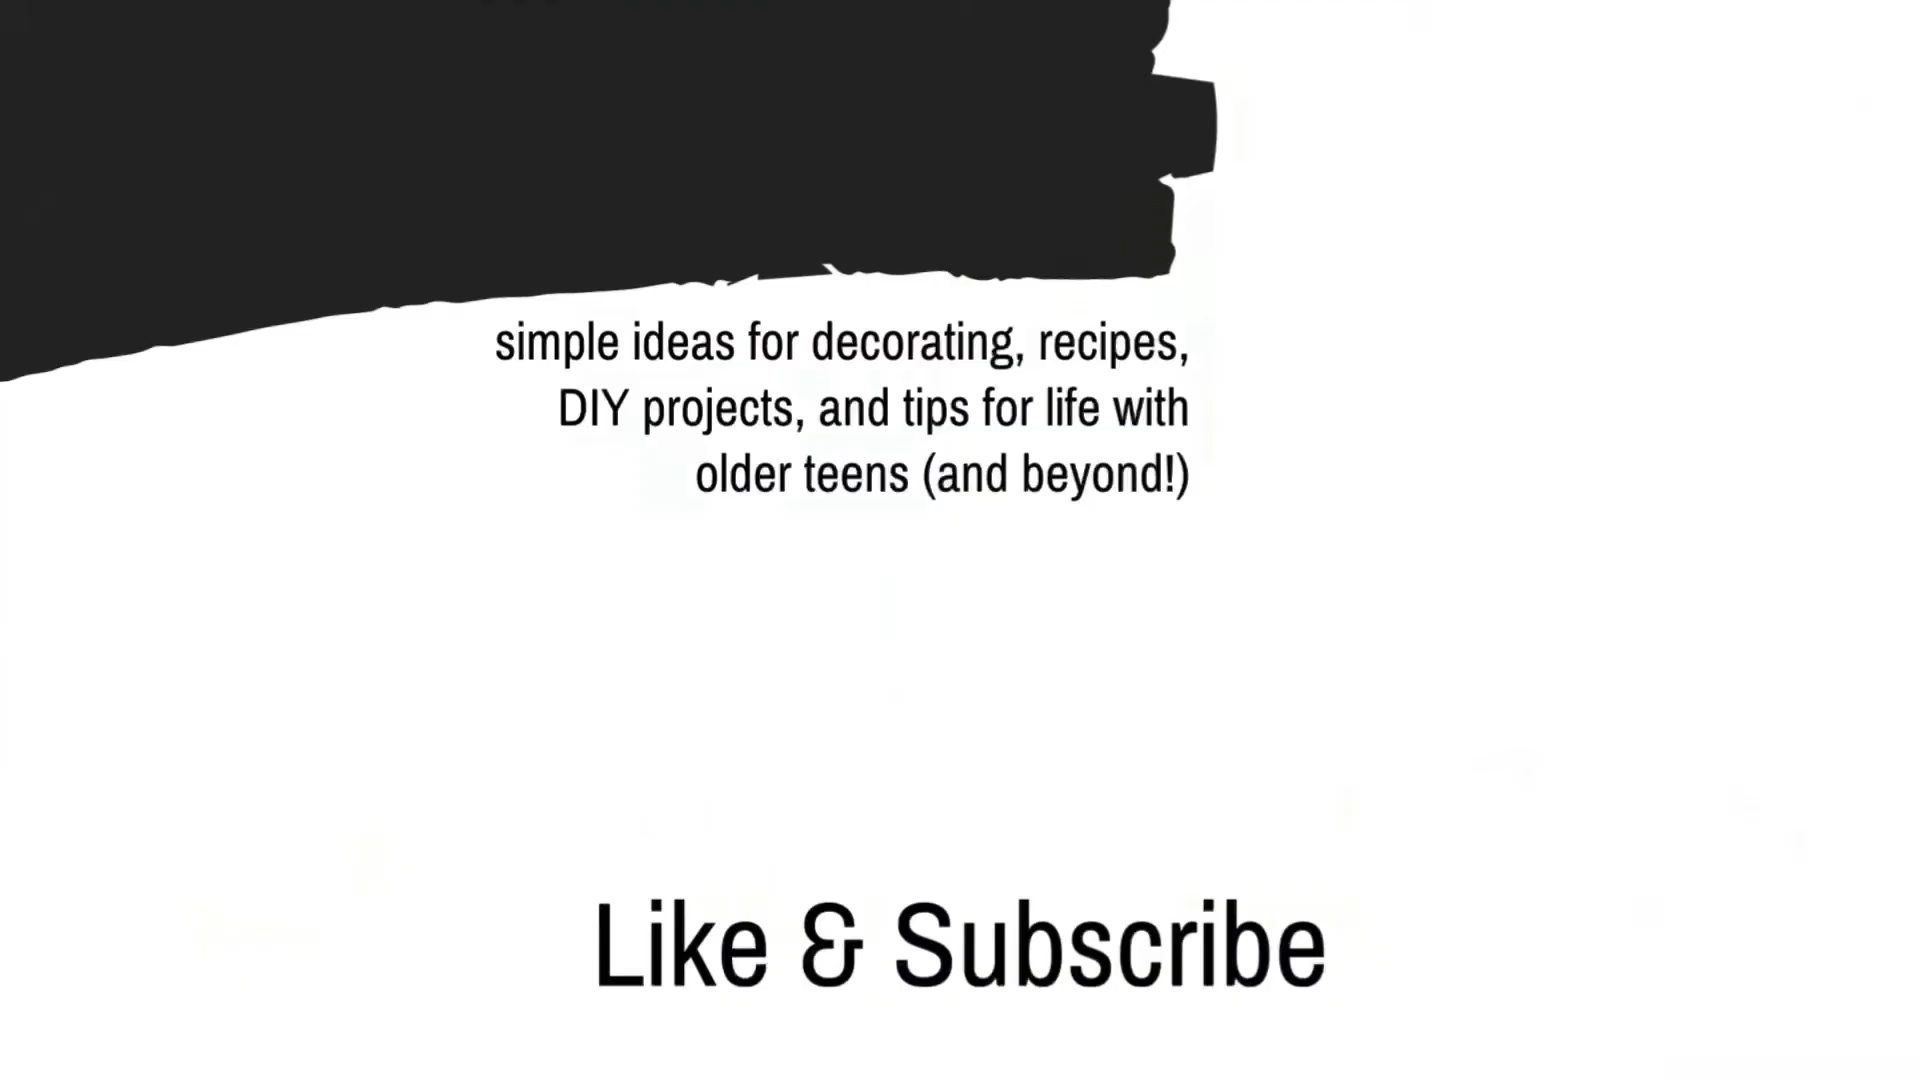 simple ideas for decorating, recipes,
DIY projects, and tips for life with
older teens (and beyond!)
Like & Subscribe